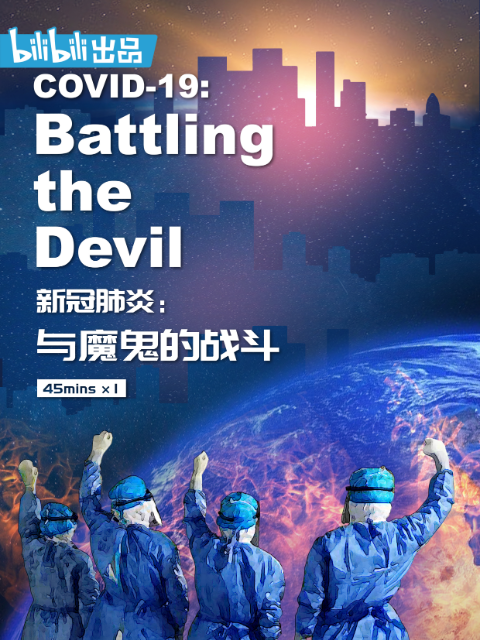 bilibili出品
COVID-19:
Battling
the
Devil
新冠肺炎：
与魔鬼的战斗
45mins ×1